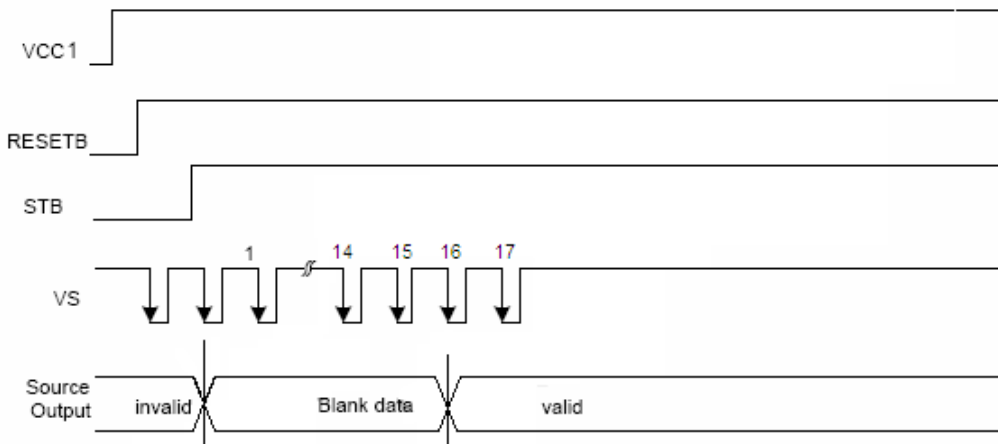 VCC1
RESETB
STB
1 14 15 16 17
VS
Source
Output
invalid
Blank data
valid